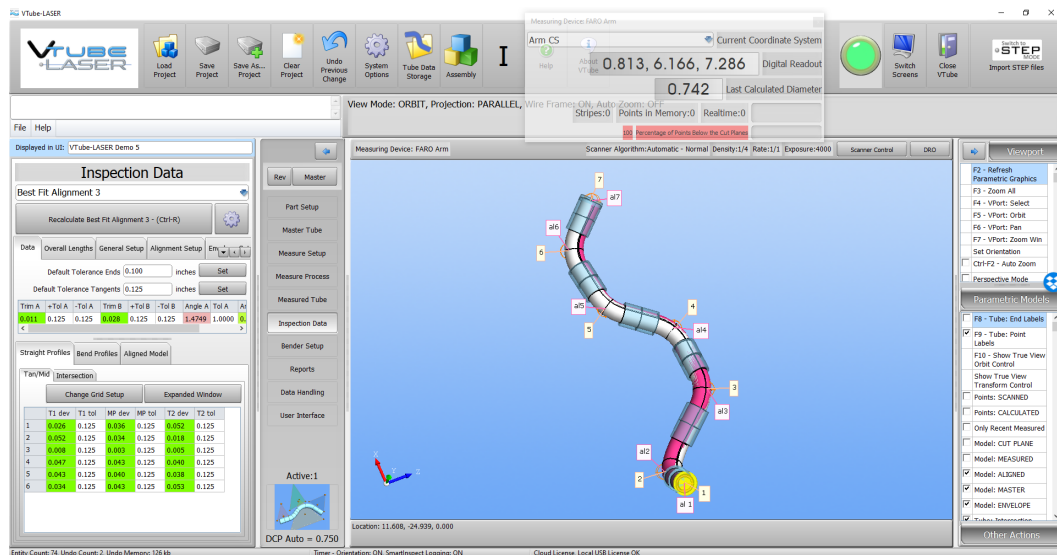 VTube-LASER
VTUBE
-LASER
Load
Project
Save
Project
Save As...
Project
Clear
Project
Undo
Previous
Change
System
Options
Tube Data
Storage
Assembly
I
Help
About
VTube
Measuring Device: FARO Arm
Arm CS
Current Coordinate System
0.813, 6.166, 7.286 Digital Readout
0.742 Last Calculated Diameter
Stripes:0 Points in Memory:0 Realtime:0
100 Percentage of Points Below the Cut Planes
Switch
Screens
Close
VTube
Switch to
STEP
MODE
Import STEP files
View Mode: ORBIT, Projection: PARALLEL, Wire Frame: ON, Auto Zoom: OFF
File Help
Displayed in UI: VTube-LASER Demo 5
Inspection Data
Best Fit Alignment 3
Recalculate Best Fit Alignment 3 - (Ctrl-R)
Data Overall Lengths General Setup Alignment Setup
Default Tolerance Ends 0.100 inches Set
Default Tolerance Tangents 0.125 inches Set
Trim A +Tol A -Tol A Trim B +Tol B -Tol B Angle A Tol A
0.011 0.125 0.125 0.028 0.125 0.125 1.4749 1.0000 0.
Straight Profiles Bend Profiles Aligned Model
Tan/Mid Intersection
Change Grid Setup Expanded Window
T1 dev T1 tol MP dev MP tol T2 dev T2 tol
1 0.026 0.125 0.036 0.125 0.052 0.125
2 0.052 0.125 0.034 0.125 0.018 0.125
3 0.008 0.125 0.003 0.125 0.005 0.125
4 0.047 0.125 0.043 0.125 0.040 0.125
5 0.043 0.125 0.040 0.125 0.038 0.125
6 0.034 0.125 0.043 0.125 0.053 0.125
Rev Master
Part Setup
Master Tube
Measure Setup
Measure Process
Measured Tube
Inspection Data
Bender Setup
Reports
Data Handling
User Interface
Active:1
DCP Auto = 0.750
Measuring Device: FARO Arm
Scanner Algorithm:Automatic - Normal Density:1/4 Rate:1/1 Exposure:4000
Scanner Control
DRO
7
al7
al6
6
al5
5
4
al4
3
al3
al2
2
1
al 1
X
Y
Z
Location: 11.608, -24.939, 0.000
Viewport
F2 - Refresh
Parametric Graphics
F3 - Zoom All
F4 - VPort: Select
F5 - VPort: Orbit
F6 - VPort: Pan
F7 - VPort: Zoom Win
Set Orientation
Ctrl-F2 - Auto Zoom
Perspective Mode
Parametric Models
F8 - Tube: End Labels
F9 - Tube: Point
Labels
F10 - Show True View
Orbit Control
Show True View
Transform Control
Points: SCANNED
Points: CALCULATED
Only Recent Measured
Model: CUT PLANE
Model: MEASURED
Model: ALIGNED
Model: MASTER
Model: ENVELOPE
Tube: Intersection
Other Actions
Entity Count: 74, Undo Count: 2, Undo Memory: 126 kb
Timer - Orientation: ON, SmartInspect Logging: ON
Cloud License, Local USB License OK